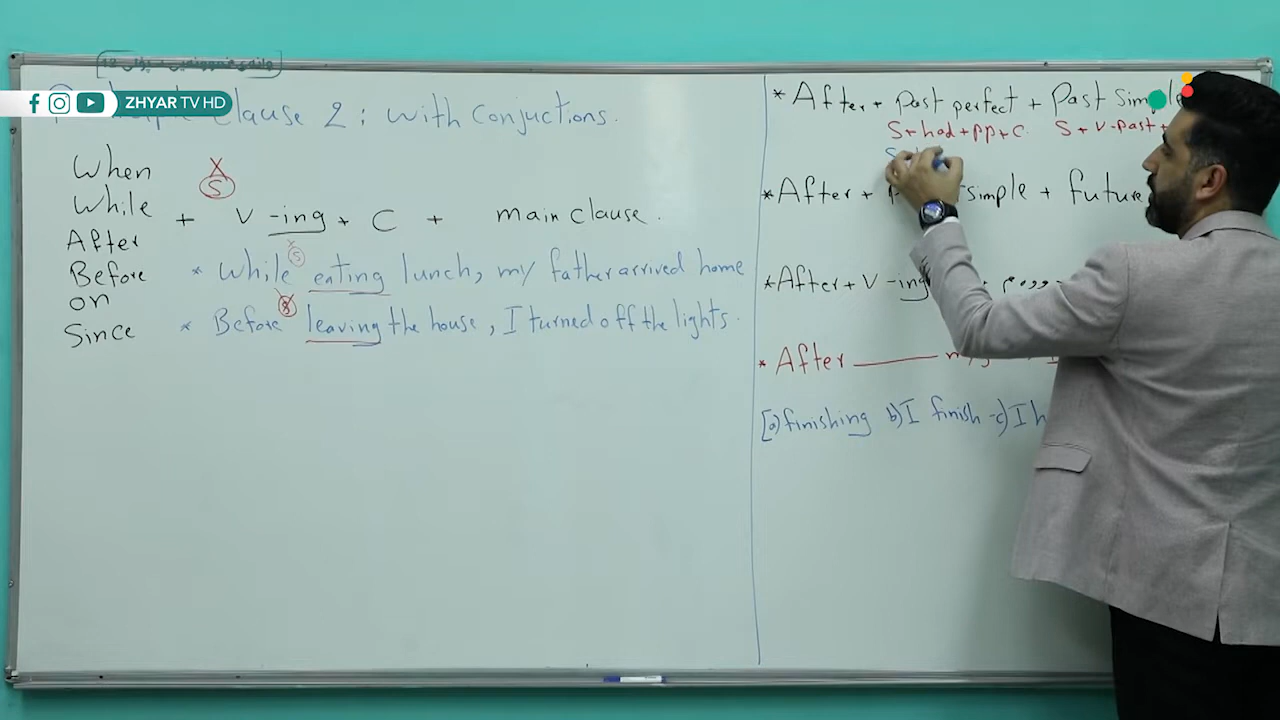 ZHYAR TV HD
Clause 2 : with Conjuctions.
When
While
After
Before
on
Since
X
S
+ V -ing + C + main clause.
* While eating lunch, my father arrived home
* Before leaving the house, I turned off the lights.
* After + Past perfect + Past Simple
S+had+pp+C. S+V-past+
* After + simple + future
* After + V-ing
* After ______
[a) finishing b) I finish c) I h